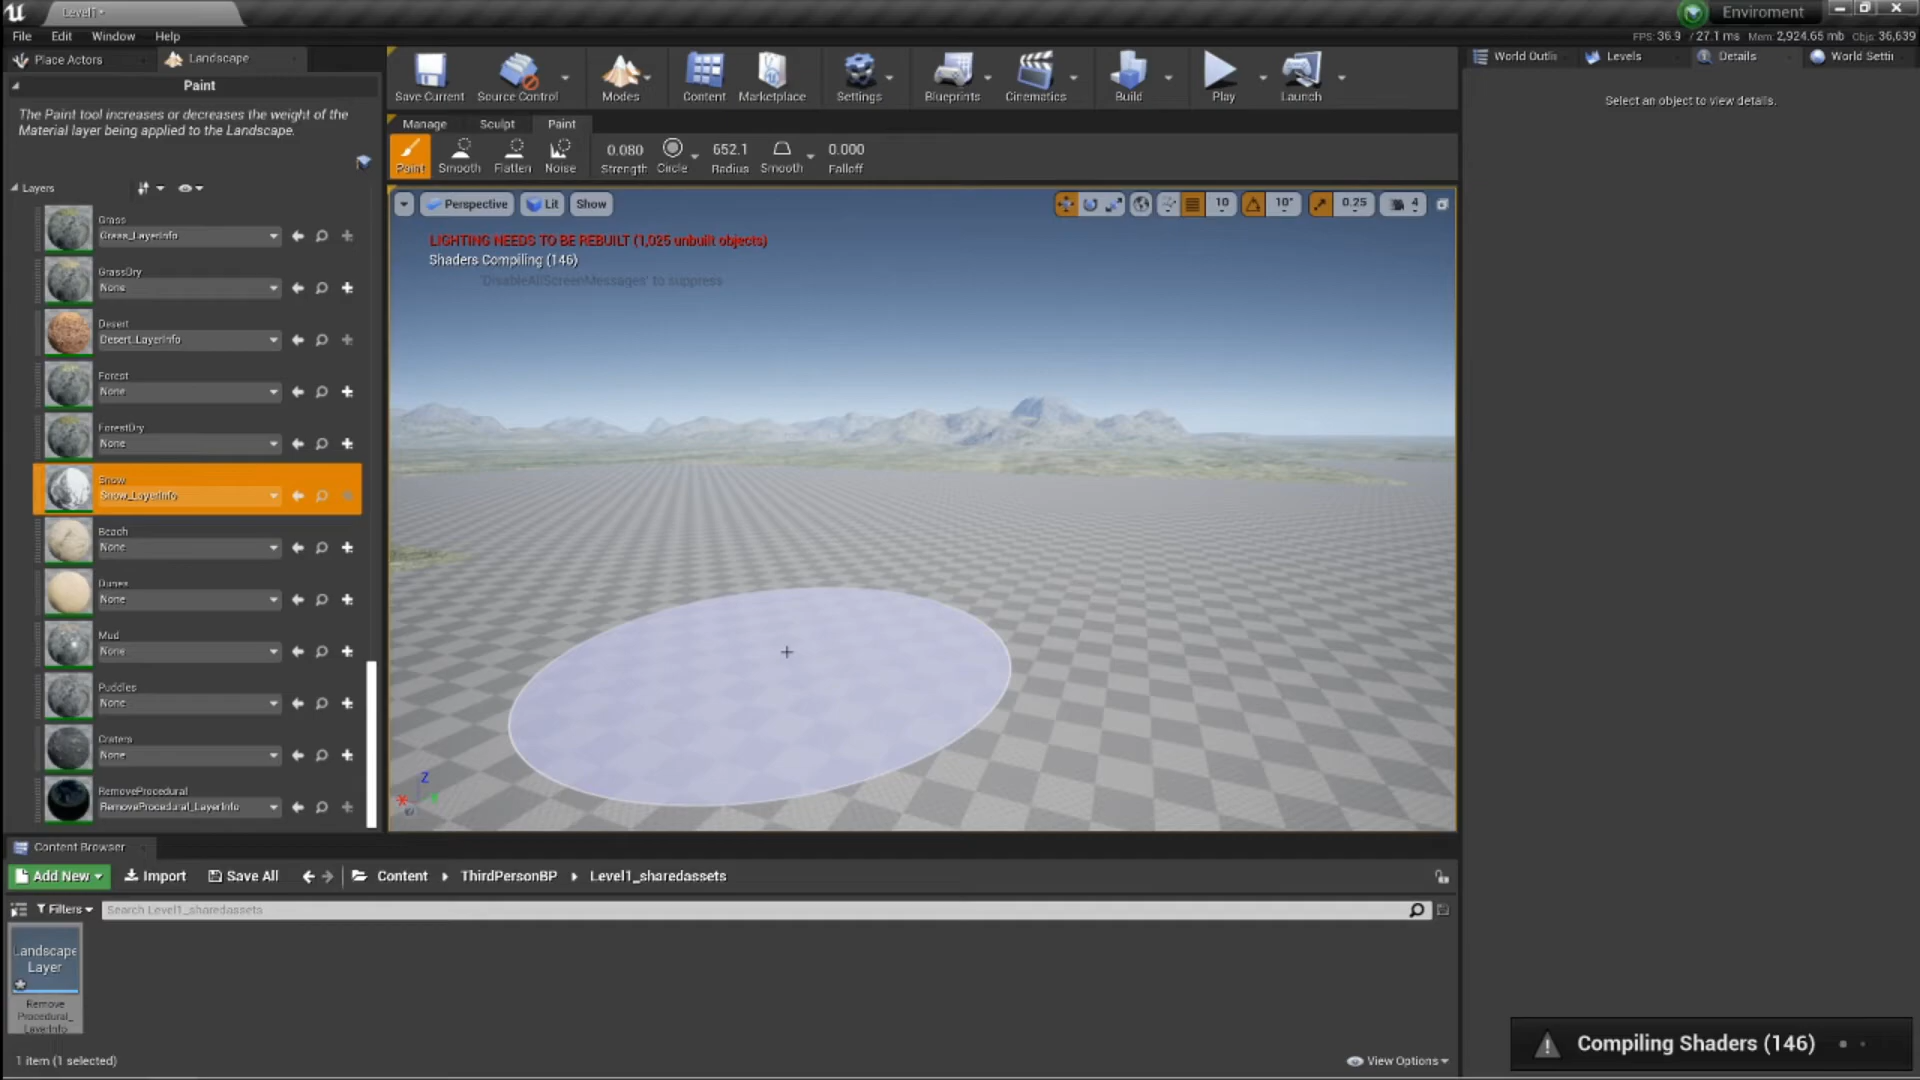 Level1*
Enviroment
File Edit Window Help
FPS: 36.9 / 27.1 ms Mem: 2,924.65 mb Objs: 36,639
Place Actors
Landscape
Paint
The Paint tool increases or decreases the weight of the
Material layer being applied to the Landscape.
Layers
Grass
Grass_LayerInfo
GrassDry
None
Desert
Desert_LayerInfo
Forest
None
ForestDry
None
Snow
Snow_LayerInfo
Beach
None
Dunes
None
Mud
None
Puddles
None
Craters
None
RemoveProcedural
RemoveProcedural_LayerInfo
Save Current
Source Control
Modes
Content
Marketplace
Settings
Blueprints
Cinematics
Build
Play
Launch
Manage Sculpt Paint
Paint Smooth Flatten Noise
0.080 Strength
Circle
652.1 Radius
Smooth
0.000 Falloff
Perspective Lit Show
10 10° 0.25 4
LIGHTING NEEDS TO BE REBUILT (1,025 unbuilt objects)
Shaders Compiling (146)
'DisableAllScreenMessages' to suppress
Z
World Outlin
Levels
Details
World Settin
Select an object to view details.
Content Browser
Add New Import Save All Content ThirdPersonBP Level1_sharedassets
Filters Search Level1_sharedassets
Landscape
Layer
Remove
Procedural_
LayerInfo
1 item (1 selected)
View Options
Compiling Shaders (146)